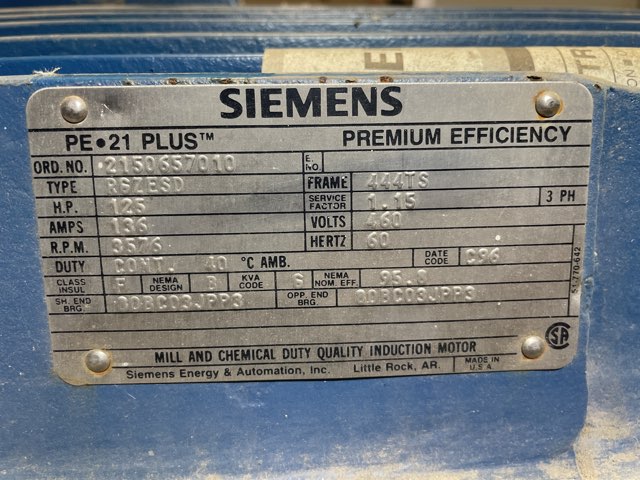 SIEMENS
PE•21 PLUS™ PREMIUM EFFICIENCY
ORD. NO. 2150657010 E. NO.
TYPE RGZESD FRAME 444TS
H.P. 125 SERVICE FACTOR 1.15 3 PH
AMPS 136 VOLTS 460
R.P.M. 3576 HERTZ 60
DUTY CONT 40 °C AMB. DATE CODE C96
CLASS INSUL F NEMA DESIGN B KVA CODE G NEMA NOM. EFF. 95.0
SH. END BRG. OPP. END BRG.
51-770-642
MILL AND CHEMICAL DUTY QUALITY INDUCTION MOTOR
Siemens Energy & Automation, Inc. Little Rock, AR. MADE IN U.S.A.